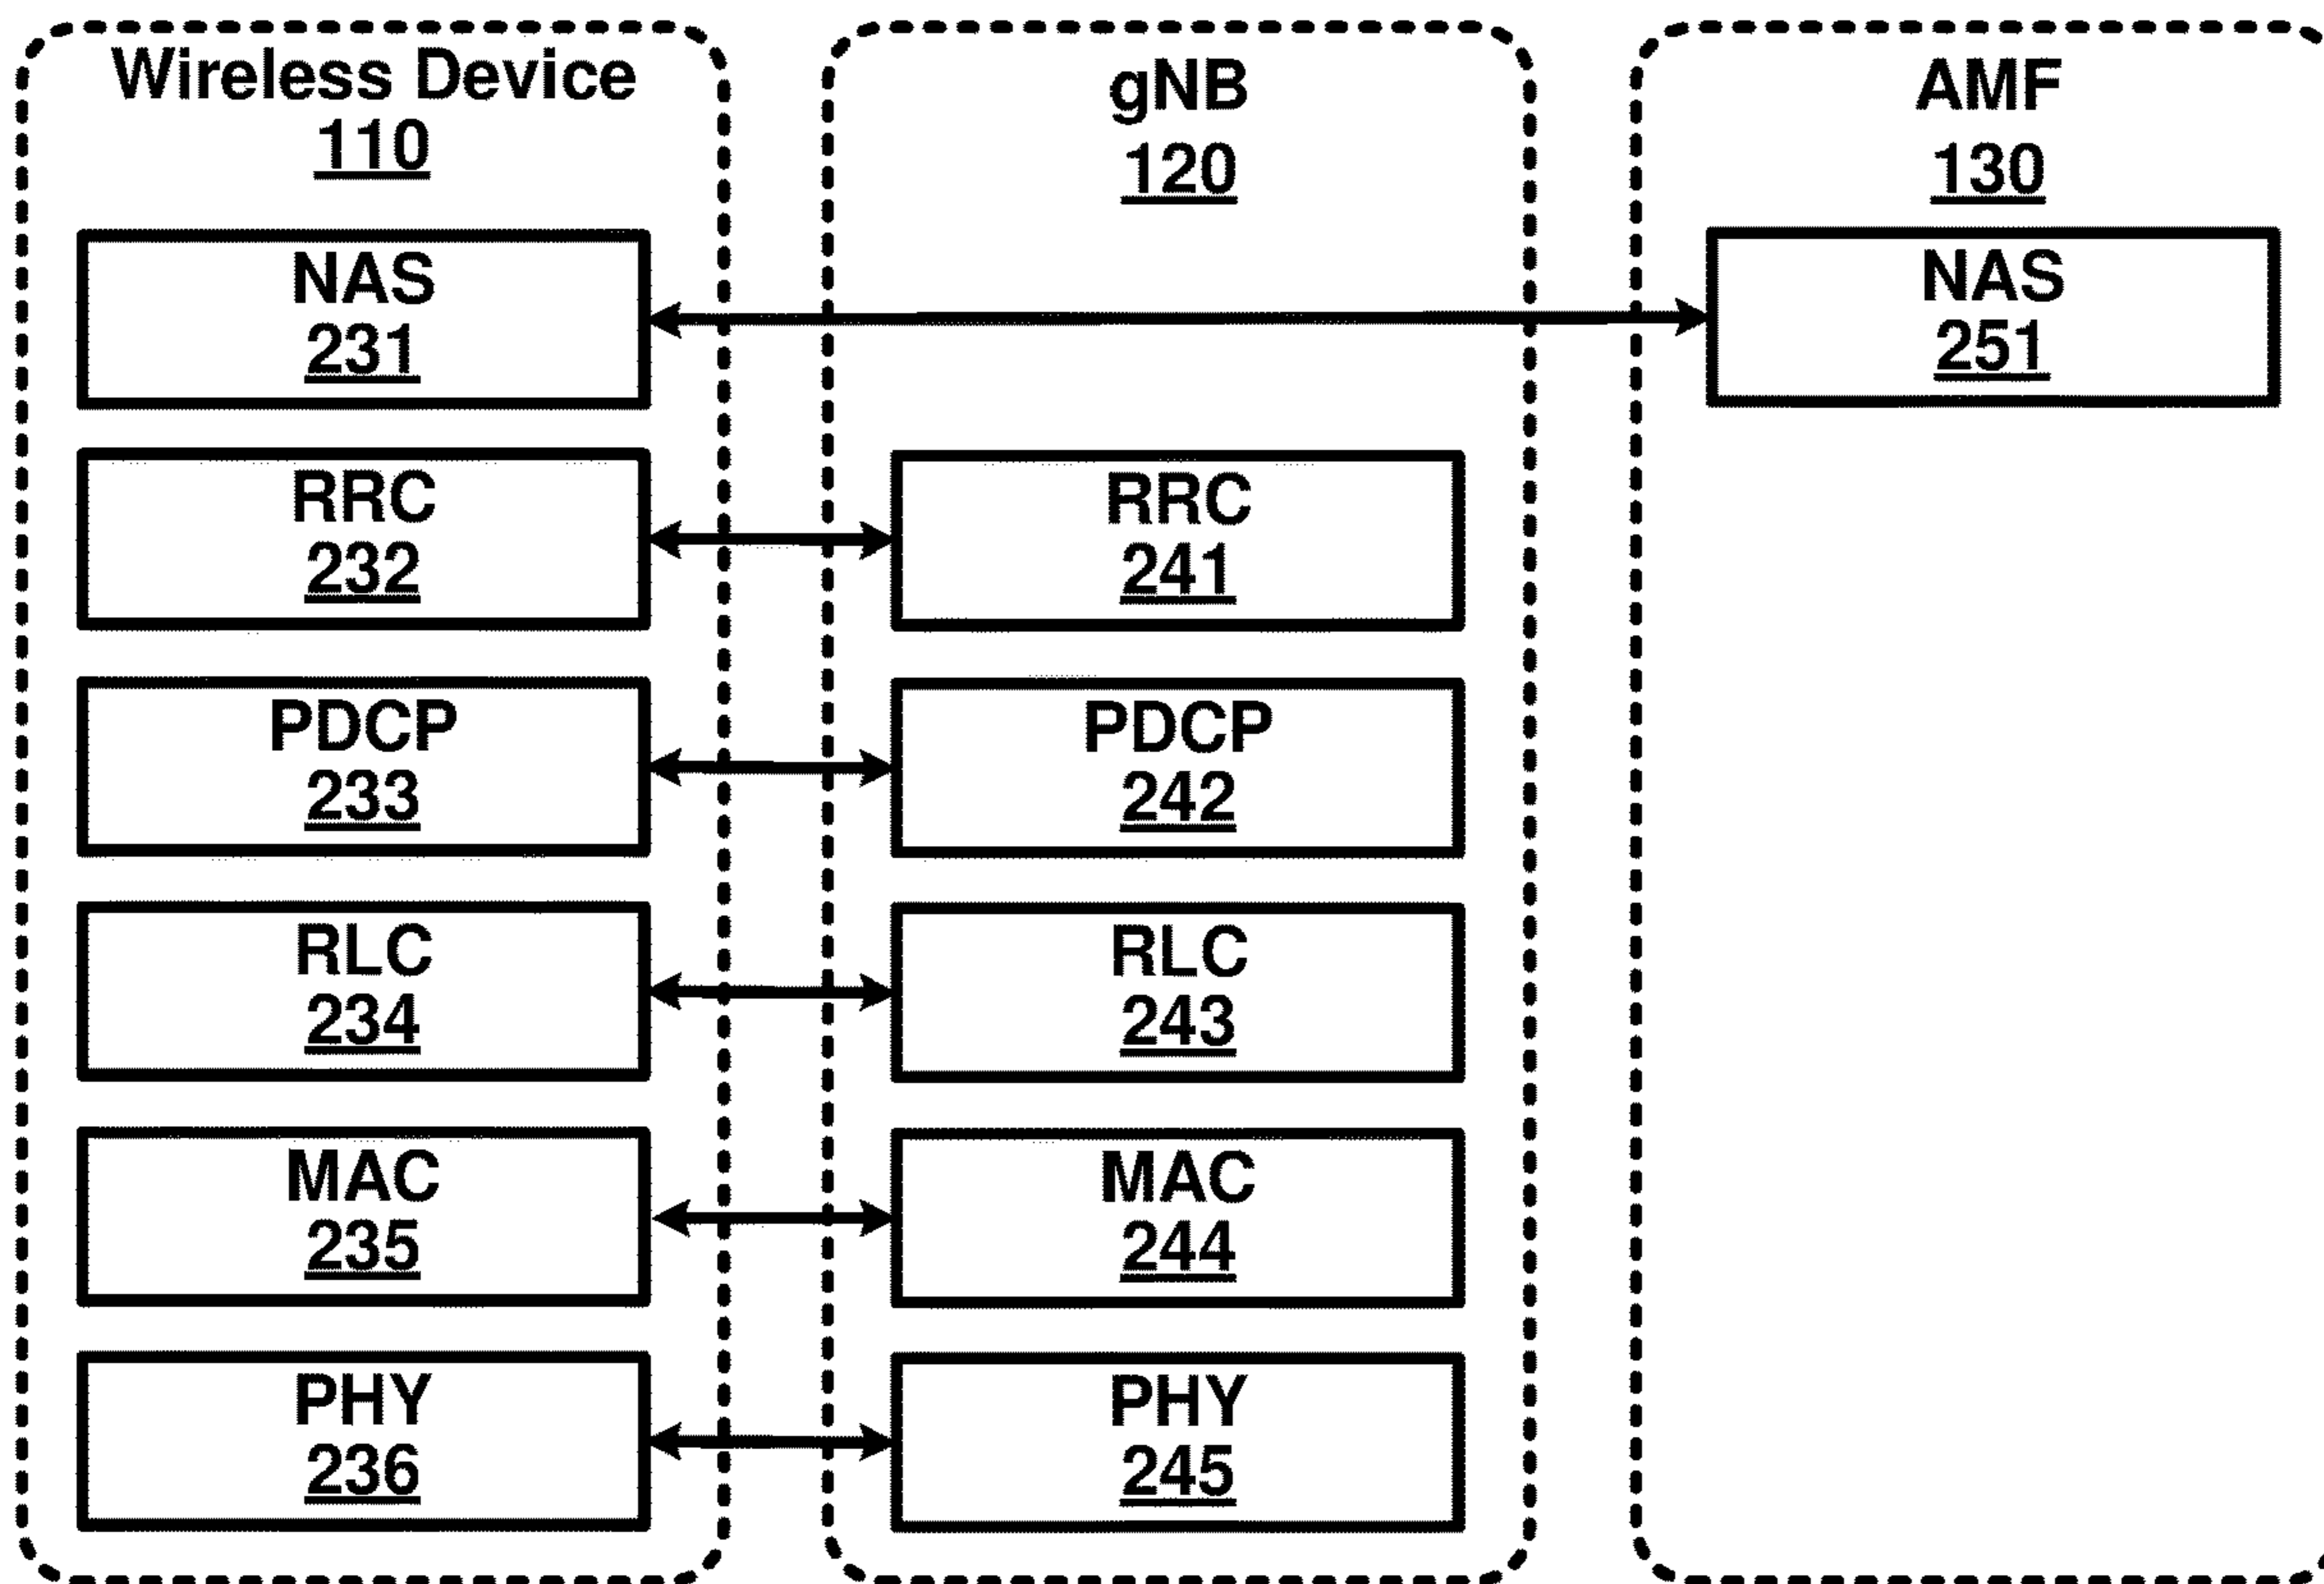 Wireless Device
110
gNB
120
AMF
130
NAS
231
NAS
251
RRC
232
RRC
241
PDCP
233
PDCP
242
RLC
234
RLC
243
MAC
235
MAC
244
PHY
236
PHY
245